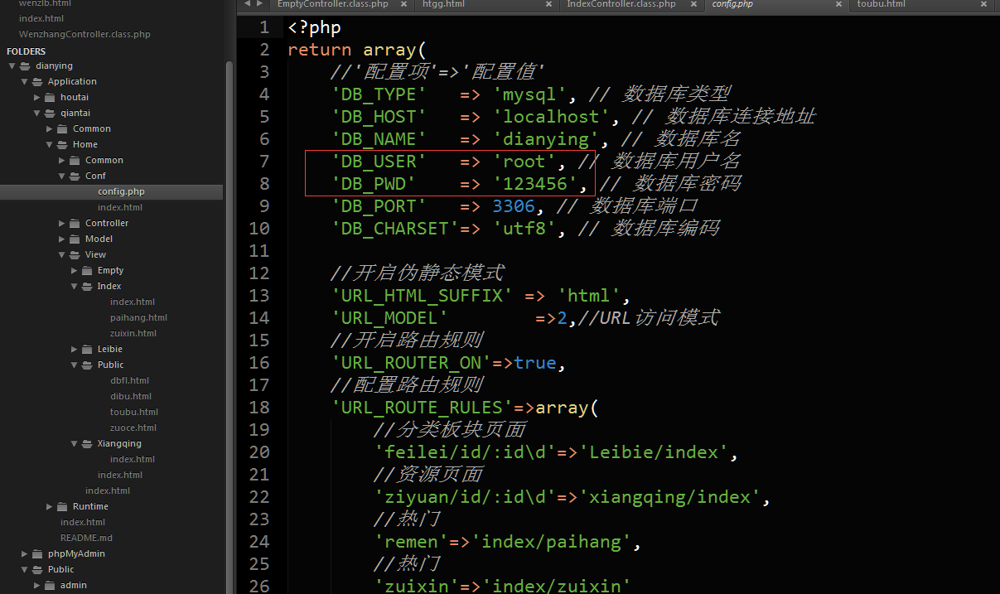 wenzlb.html
index.html
WenzhangController.class.php
FOLDERS
dianying
Application
houtai
qiantai
Common
Home
Common
Conf
config.php
index.html
Controller
Model
View
Empty
Index
index.html
paihang.html
zuixin.html
Leibie
Public
dbfl.html
dibu.html
toubu.html
zuoce.html
Xiangqing
index.html
index.html
index.html
Runtime
index.html
README.md
phpMyAdmin
Public
admin
EmptyController.class.php × htgg.html × IndexController.class.php × config.php × toubu.html ×
1 <?php
2 return array(
3 //'配置项'=>'配置值'
4 'DB_TYPE' => 'mysql', // 数据库类型
5 'DB_HOST' => 'localhost', // 数据库连接地址
6 'DB_NAME' => 'dianying', // 数据库名
7 'DB_USER' => 'root', // 数据库用户名
8 'DB_PWD' => '123456', // 数据库密码
9 'DB_PORT' => 3306, // 数据库端口
10 'DB_CHARSET'=> 'utf8', // 数据库编码
11
12 //开启伪静态模式
13 'URL_HTML_SUFFIX' => 'html',
14 'URL_MODEL' =>2,//URL访问模式
15 //开启路由规则
16 'URL_ROUTER_ON'=>true,
17 //配置路由规则
18 'URL_ROUTE_RULES'=>array(
19 //分类板块页面
20 'feilei/id/:id\d'=>'Leibie/index',
21 //资源页面
22 'ziyuan/id/:id\d'=>'xiangqing/index',
23 //热门
24 'remen'=>'index/paihang',
25 //热门
26 'zuixin'=>'index/zuixin'